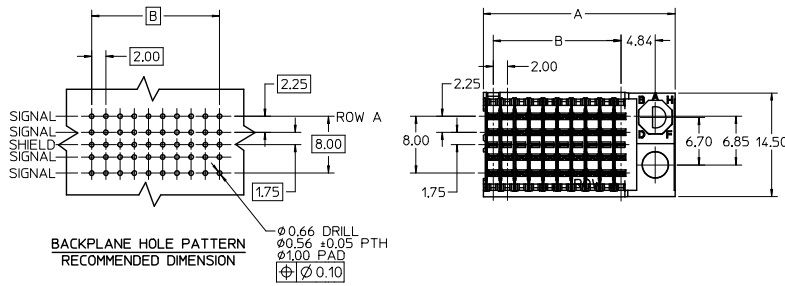 B
2.00
2.25
SIGNAL
ROW A
SIGNAL
SHIELD
8.00
SIGNAL
SIGNAL
1.75
Ø0.66 DRILL
Ø0.56 ±0.05 PTH
Ø1.00 PAD
⌖ Ø 0.10
BACKPLANE HOLE PATTERN
RECOMMENDED DIMENSION
A
B
4.84
2.00
2.25
B A H
D
D F
8.00
6.70
6.85
14.50
1.75